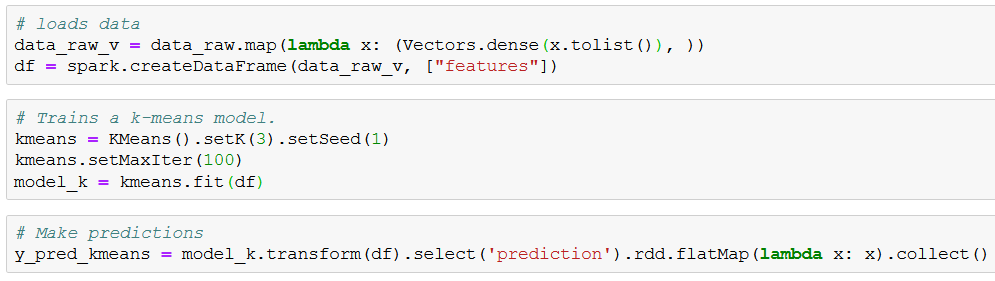 # loads data
data_raw_v = data_raw.map(lambda x: (Vectors.dense(x.tolist()), ))
df = spark.createDataFrame(data_raw_v, ["features"])
# Trains a k-means model.
kmeans = KMeans().setK(3).setSeed(1)
kmeans.setMaxIter(100)
model_k = kmeans.fit(df)
# Make predictions
y_pred_kmeans = model_k.transform(df).select('prediction').rdd.flatMap(lambda x: x).collect()